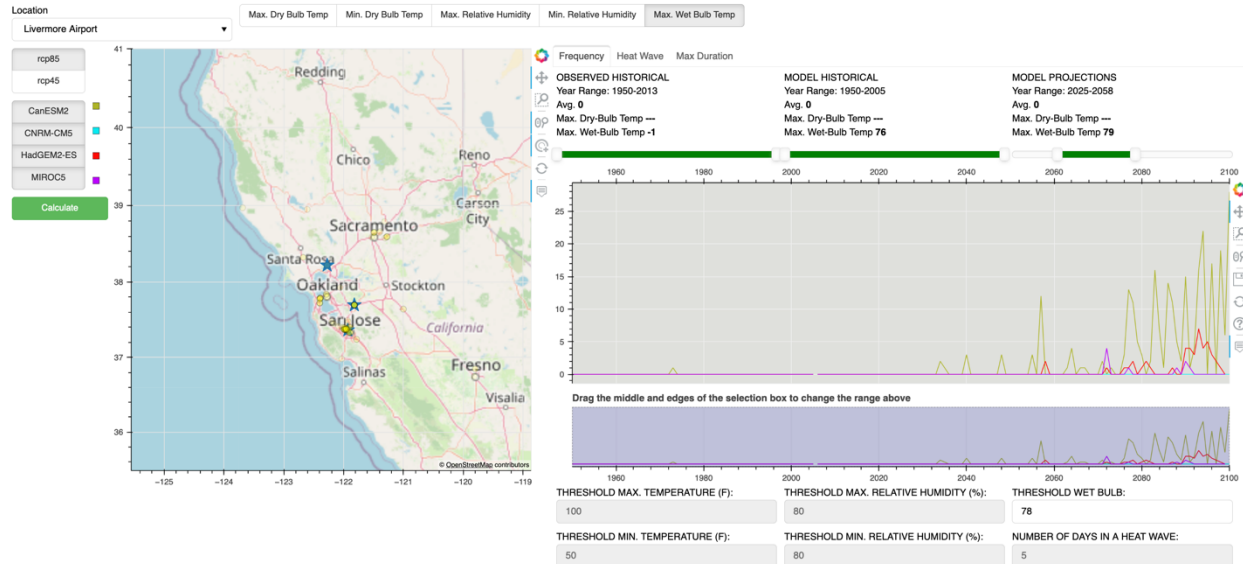 Location
Livermore Airport
Max. Dry Bulb Temp Min. Dry Bulb Temp Max. Relative Humidity Min. Relative Humidity Max. Wet Bulb Temp
rcp85
rcp45
CanESM2
CNRM-CM5
HadGEM2-ES
MIROC5
Calculate
41
40
39
38
37
36
−125 −124 −123 −122 −121 −120 −119
Redding
Chico
Reno
Carson
City
Sacramento
Santa Rosa
Oakland
Stockton
San Jose
California
Salinas
Fresno
Visalia
© OpenStreetMap contributors
Frequency Heat Wave Max Duration
OBSERVED HISTORICAL
Year Range: 1950-2013
Avg. 0
Max. Dry-Bulb Temp ---
Max. Wet-Bulb Temp -1
MODEL HISTORICAL
Year Range: 1950-2005
Avg. 0
Max. Dry-Bulb Temp ---
Max. Wet-Bulb Temp 76
MODEL PROJECTIONS
Year Range: 2025-2058
Avg. 0
Max. Dry-Bulb Temp ---
Max. Wet-Bulb Temp 79
1960 1980 2000 2020 2040 2060 2080 2100
25
20
15
10
5
0
Drag the middle and edges of the selection box to change the range above
1960 1980 2000 2020 2040 2060 2080 2100
THRESHOLD MAX. TEMPERATURE (F):
100
THRESHOLD MAX. RELATIVE HUMIDITY (%):
80
THRESHOLD WET BULB:
78
THRESHOLD MIN. TEMPERATURE (F):
50
THRESHOLD MIN. RELATIVE HUMIDITY (%):
80
NUMBER OF DAYS IN A HEAT WAVE:
5